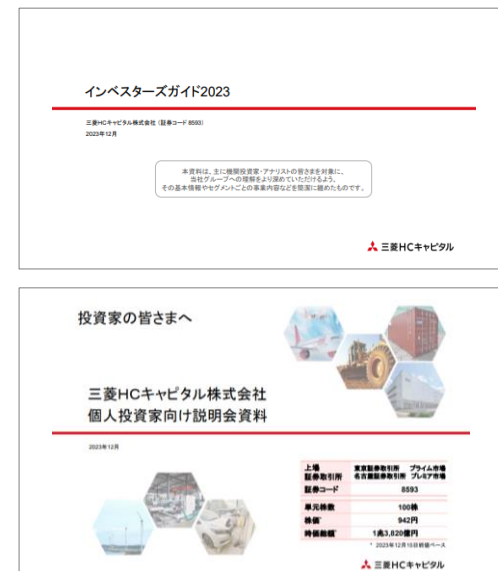 インベスターズガイド2023
三菱HCキャピタル株式会社（証券コード 8593）
2023年12月
本資料は、主に機関投資家・アナリストの皆さまを対象に、
当社グループへの理解をより深めていただけるよう、
その基本情報やセグメントごとの事業内容などを簡潔に纏めたものです。
三菱HCキャピタル
投資家の皆さまへ
三菱HCキャピタル株式会社
個人投資家向け説明会資料
2023年12月
上場
証券取引所
東京証券取引所 プライム市場
名古屋証券取引所 プレミア市場
証券コード 8593
単元株数 100株
株価* 942円
時価総額* 1兆3,820億円
* 2023年12月15日終値ベース
三菱HCキャピタル